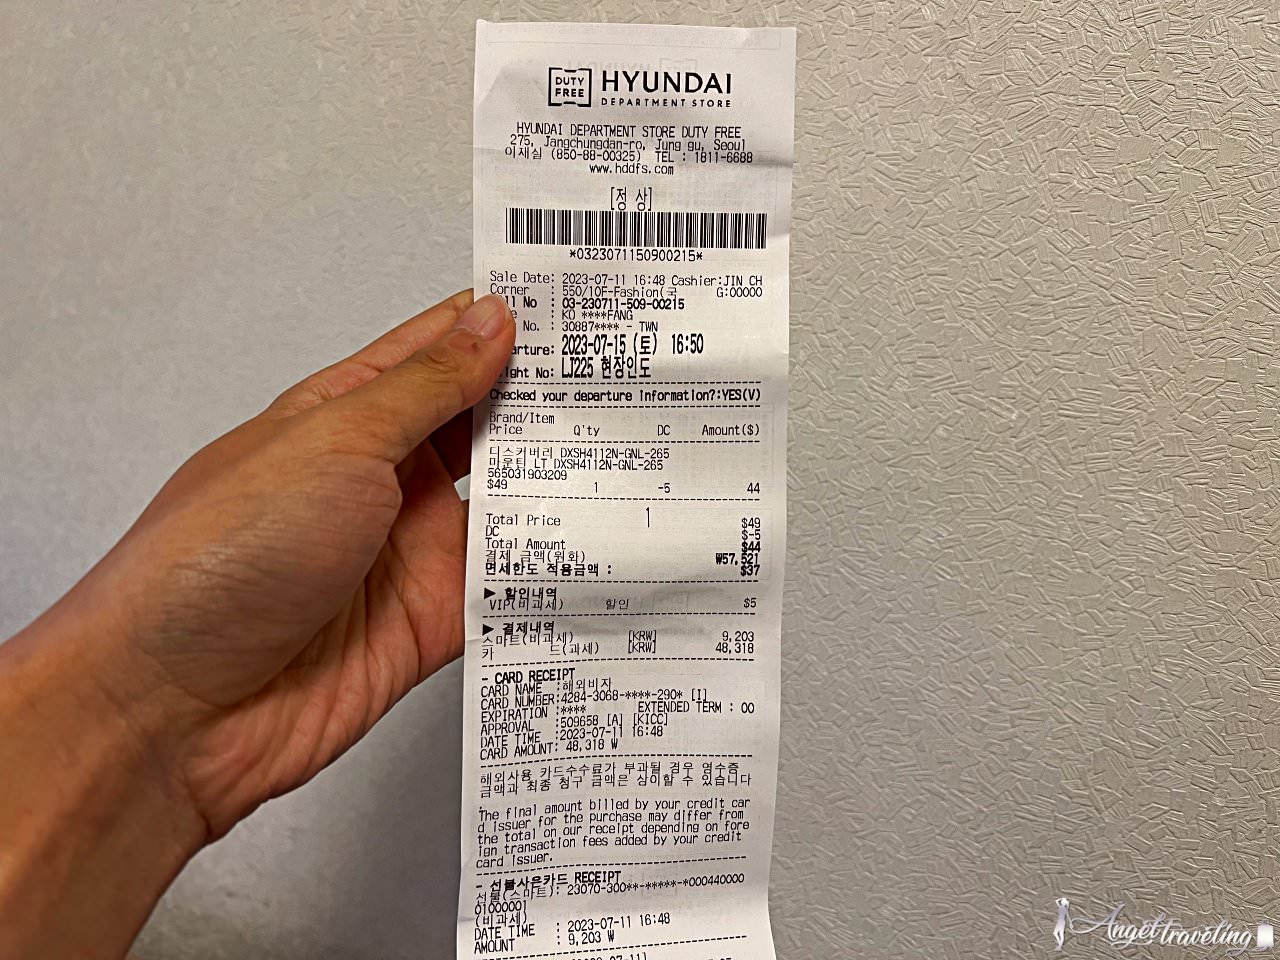 DUTY FREE HYUNDAI
DEPARTMENT STORE
HYUNDAI DEPARTMENT STORE DUTY FREE
275, Jangchungdan-ro, Jung gu, Seoul
이재실 (850-88-00325) TEL : 1811-6688
www.hddfs.com
[정 상]
*0323071150900215*
Sale Date: 2023-07-11 16:48 Cashier:JIN CH
Corner : 550/10F-Fashion(국 G:00000
ll No : 03-230711-509-00215
e : KO ****FANG
No. : 30887**** - TWN
arture: 2023-07-15 (토) 16:50
ight No: LJ225 현장인도
Checked your departure information?:YES(V)
Brand/Item
Price Q'ty DC Amount($)
디스커버리 DXSH4112N-GNL-265
마운틴 LT DXSH4112N-GNL-265
565031903209
$49 1 -5 44
Total Price 1 $49
DC $-5
Total Amount $44
결제 금액(원화) ₩57,521
면세한도 적용금액 : $37
▶ 할인내역
VIP(비과세) 할인 $5
▶ 결제내역
스마트(비과세) [KRW] 9,203
카 드(과세) [KRW] 48,318
- CARD RECEIPT
CARD NAME :해외비자
CARD NUMBER:4284-3068-****-290* [I]
EXPIRATION :**** EXTENDED TERM : 00
APPROVAL :509658 [A] [KICC]
DATE TIME :2023-07-11 16:48
CARD AMOUNT: 48,318 W
해외사용 카드수수료가 부과될 경우 영수증
금액과 최종 청구 금액은 상이할 수 있습니다
.
The final amount billed by your credit car
d issuer for the purchase may differ from
the total on our receipt depending on fore
ign transaction fees added by your credit
card issuer.
- 선불사은카드 RECEIPT
선불(스마트): 23070-300**-*****-*000440000
01000001
(비과세)
DATE TIME : 2023-07-11 16:48
AMOUNT : 9,203 W
Angel traveling